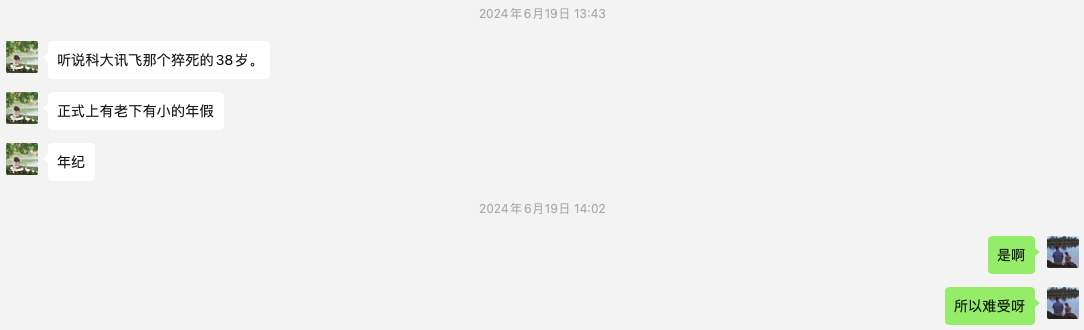 2024年6月19日 13:43
听说科大讯飞那个猝死的38岁。
正式上有老下有小的年假
年纪
2024年6月19日 14:02
是啊
所以难受呀